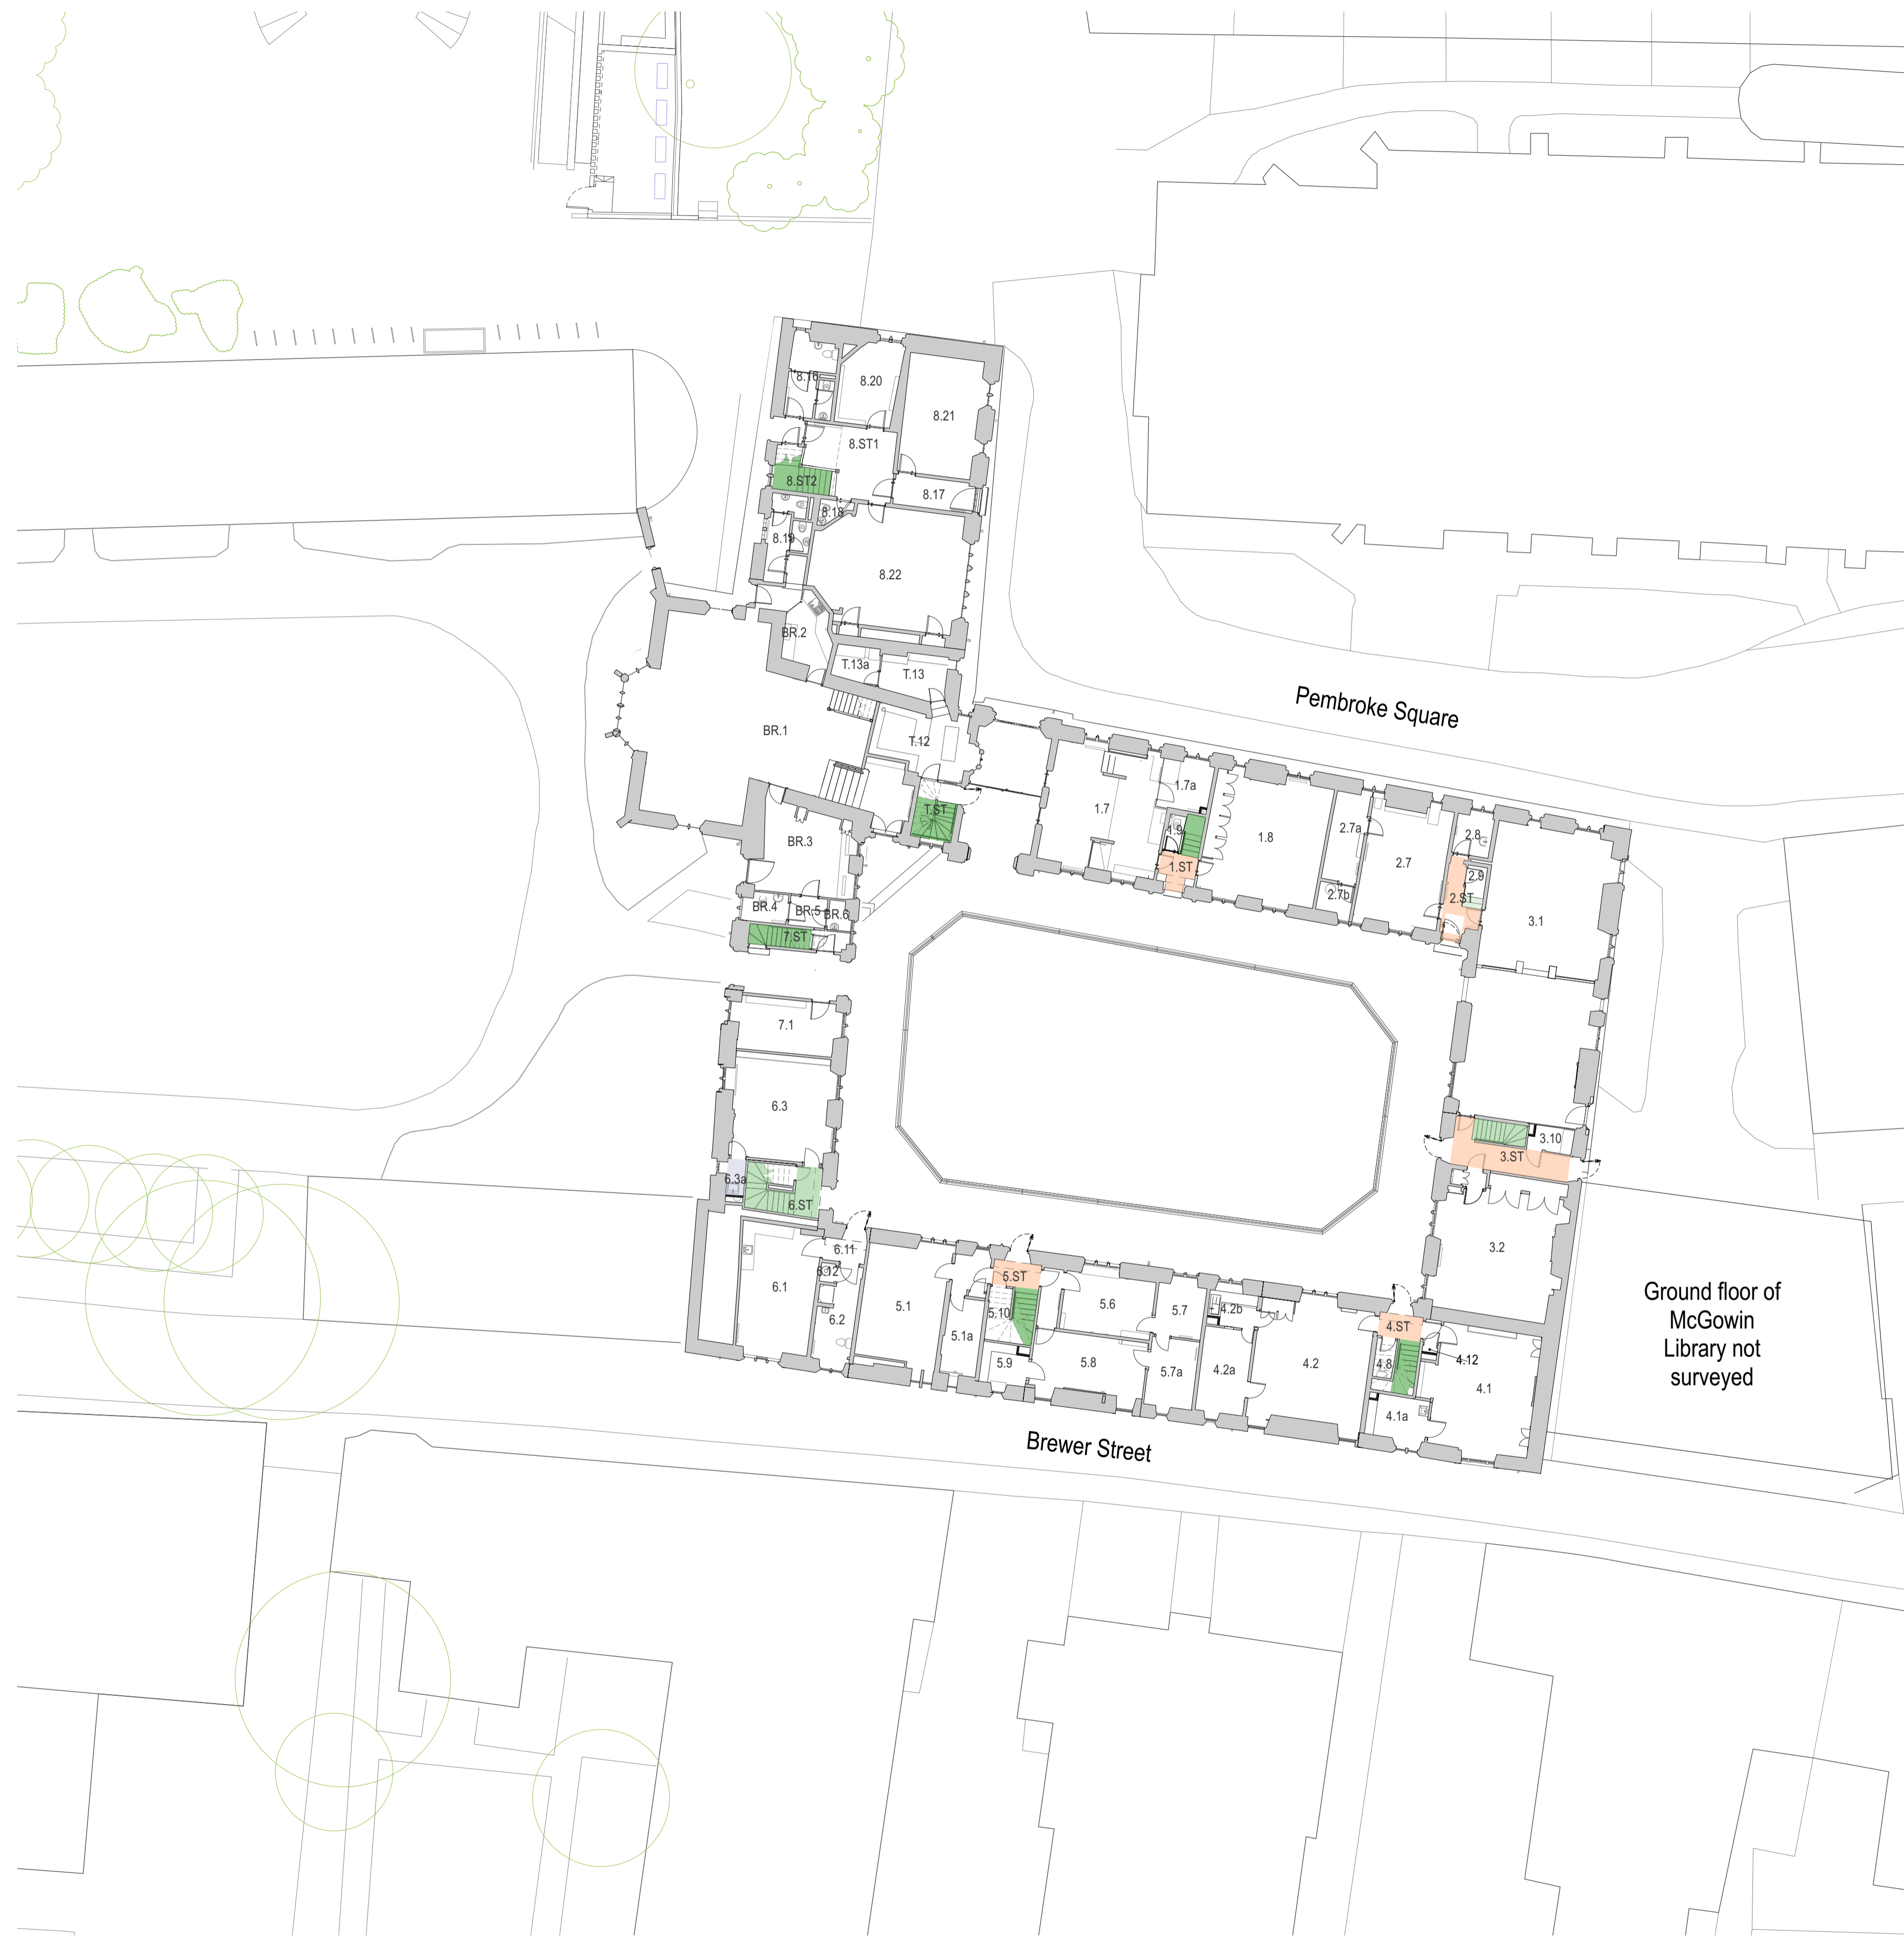 8.16
8.20
8.21
8.ST1
8.ST2
8.17
8.18
8.19
8.22
BR.2
T.13a
T.13
Pembroke Square
BR.1
T.12
1.7
1.7a
T.ST
1.9
1.8
2.7a
2.8
BR.3
2.7
1.ST
2.9
2.7b
2.ST
BR.4
BR.5
BR.6
3.1
7.ST
7.1
6.3
3.10
3.ST
6.3a
6.ST
6.11
3.2
6.12
5.ST
6.1
6.2
5.1
5.10
5.6
5.7
4.2b
4.ST
Ground floor of
McGowin
Library not
surveyed
5.1a
5.9
5.8
5.7a
4.2a
4.2
4.8
4.12
4.1
4.1a
Brewer Street